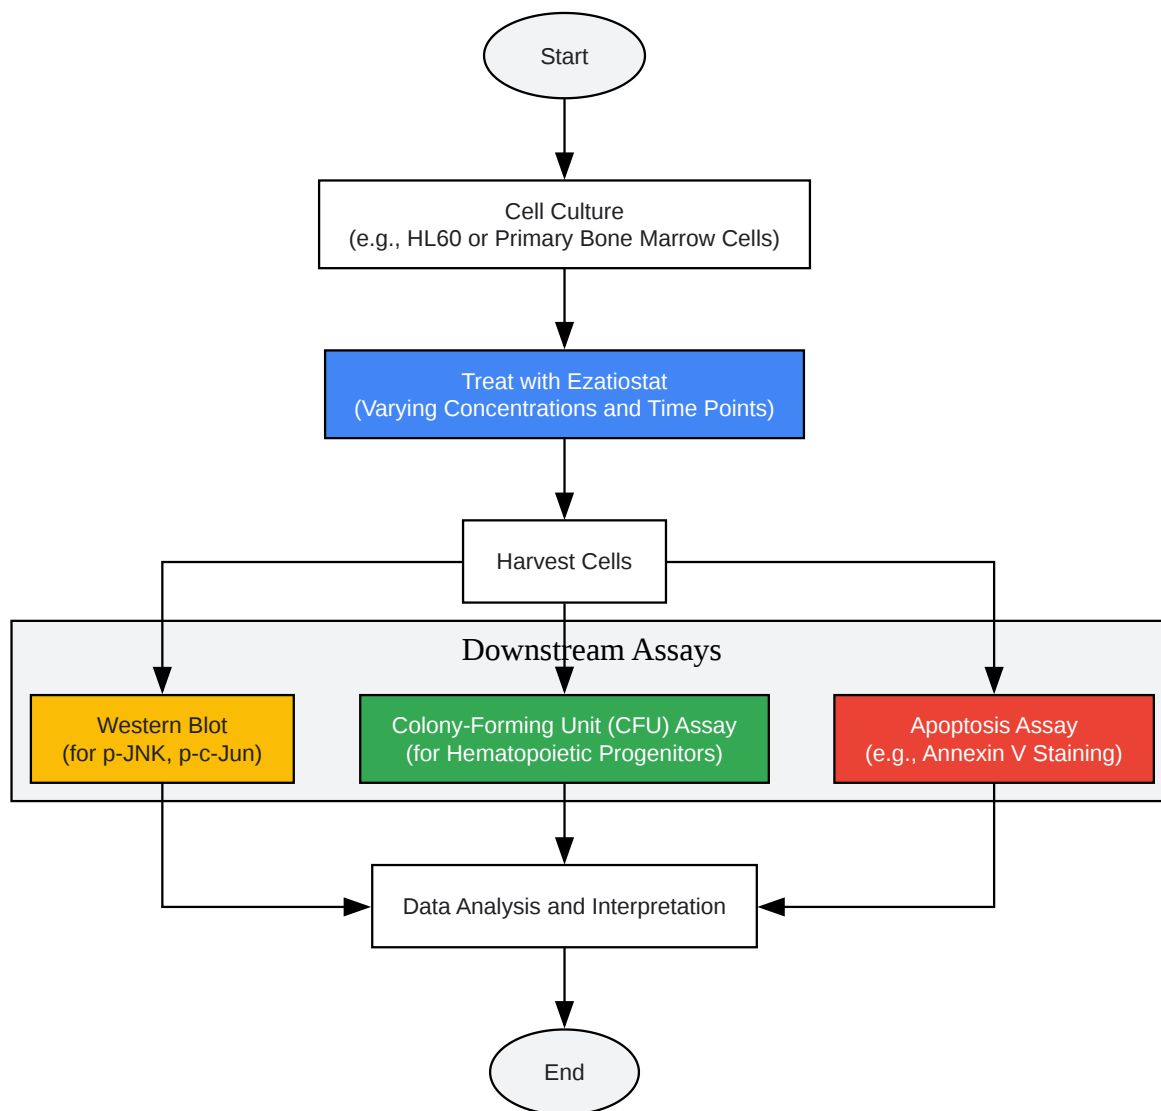 Start
Cell Culture
(e.g., HL60 or Primary Bone Marrow Cells)
Treat with Ezatiostat
(Varying Concentrations and Time Points)
Harvest Cells
Downstream Assays
Western Blot
(for p-JNK, p-c-Jun)
Colony-Forming Unit (CFU) Assay
(for Hematopoietic Progenitors)
Apoptosis Assay
(e.g., Annexin V Staining)
Data Analysis and Interpretation
End